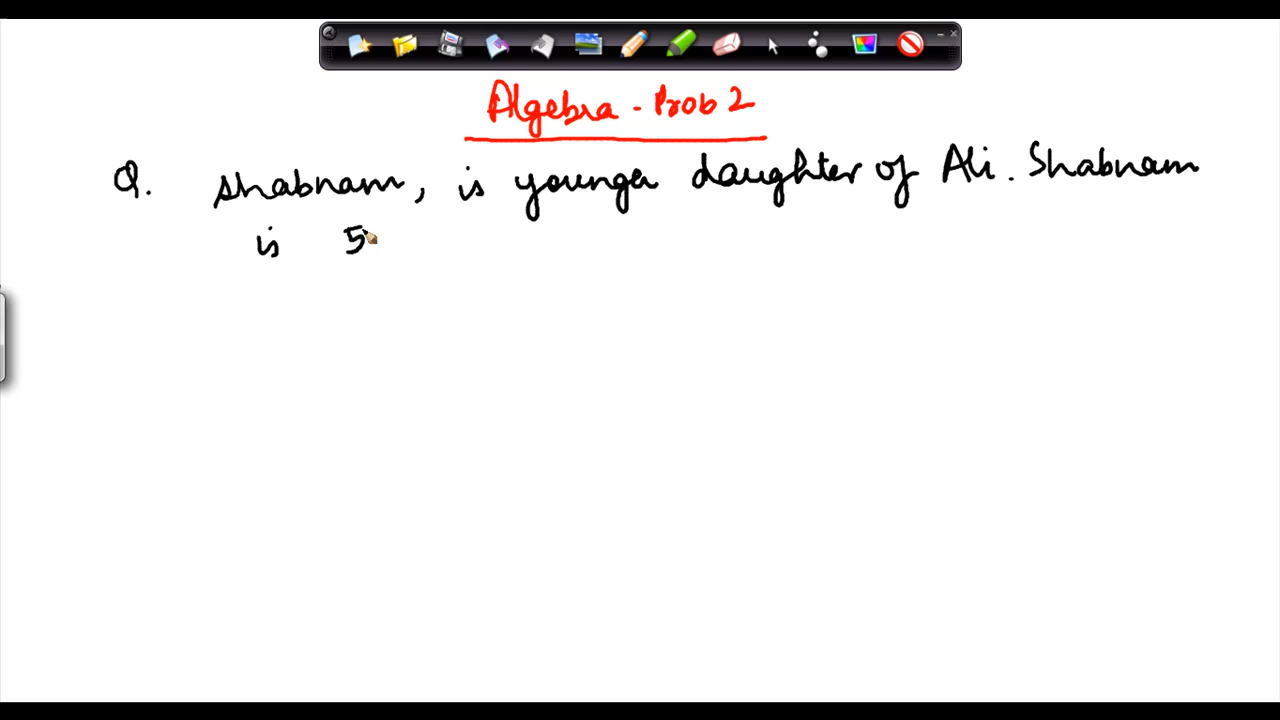 Algebra - Prob 2
Q. Shabnam, is younger daughter of Ali. Shabnam
is 5